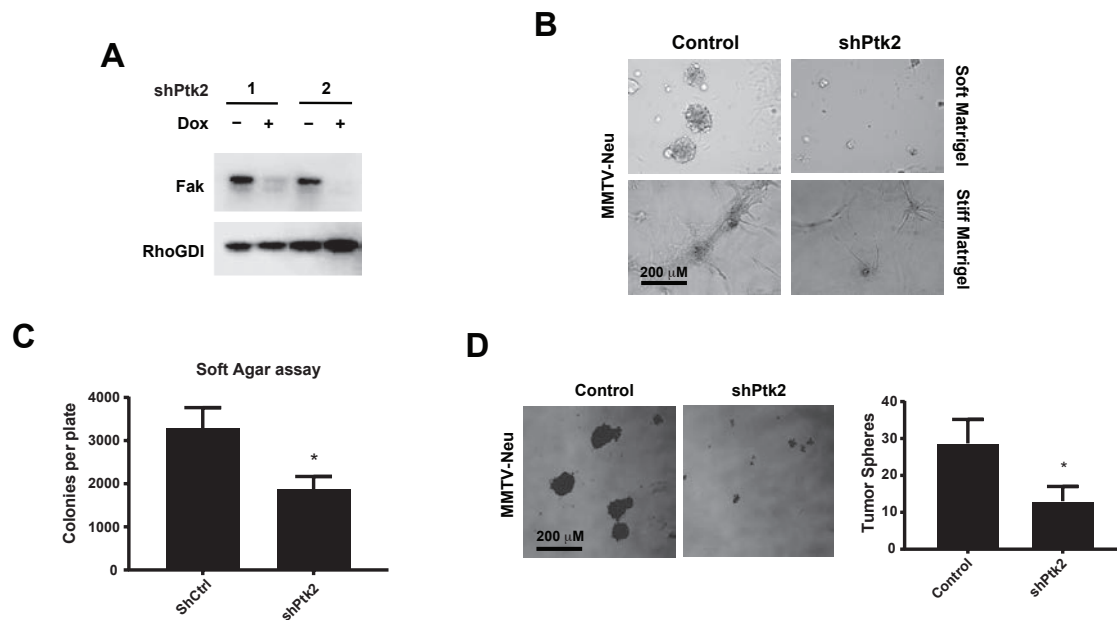 A
shPtk2 1 2
Dox – + – +
Fak
RhoGDI
B
Control shPtk2
MMTV-Neu
Soft Matrigel
Stiff Matrigel
200 μM
C
Soft Agar assay
Colonies per plate
4000
3000
2000
1000
0
*
ShCtrl
shPtk2
D
Control shPtk2
MMTV-Neu
200 μM
Tumor Spheres
40
30
20
10
0
*
Control
shPtk2